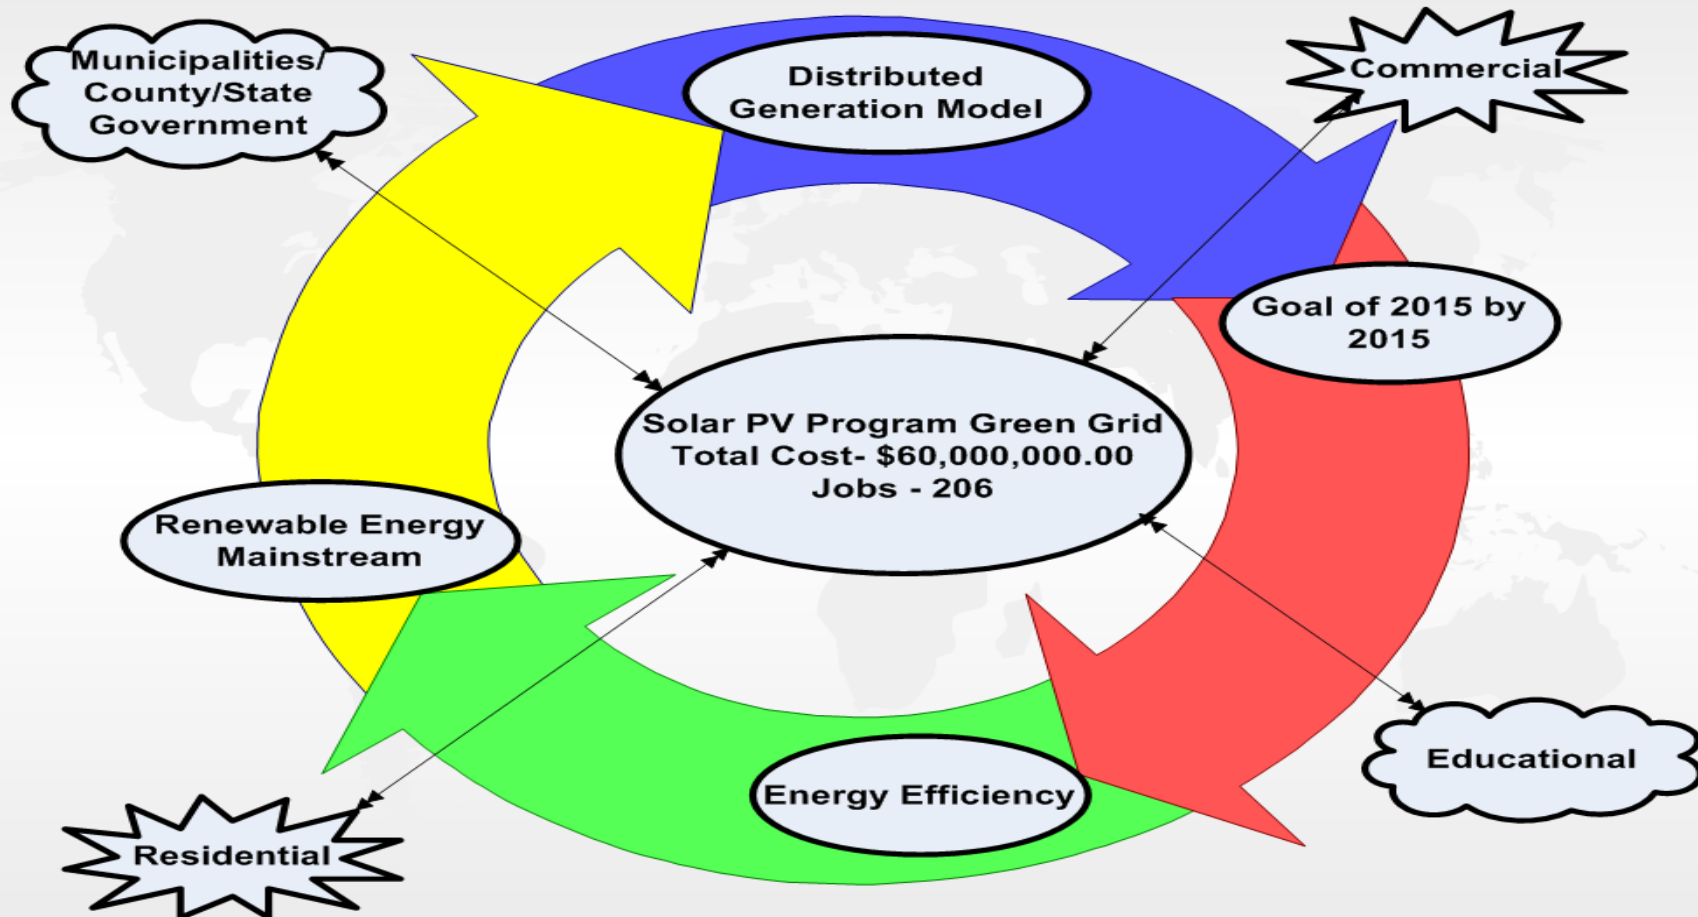 Municipalities/
County/State
Government
Distributed
Generation Model
Commercial
Goal of 2015 by
2015
Solar PV Program Green Grid
Total Cost- $60,000,000.00
Jobs - 206
Renewable Energy
Mainstream
Energy Efficiency
Educational
Residential